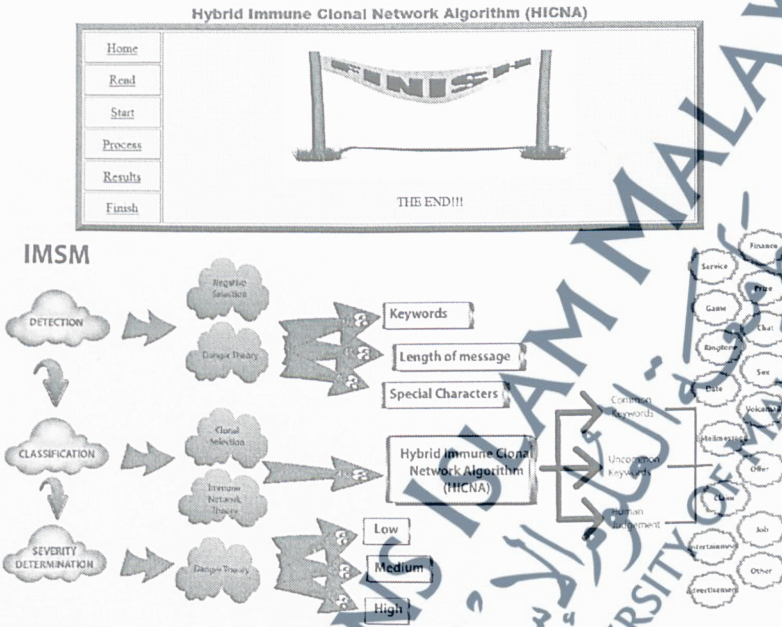 Hybrid Immune Clonal Network Algorithm (HICNA)
Home
Read
Start
Process
Results
Finish
FINISH
THE END!!!
IMSM
DETECTION
Negative
Selection
Danger Theory
Keywords
Length of message
Special Characters
CLASSIFICATION
Clonal
Selection
Immune
Network
Theory
Hybrid Immune Clonal
Network Algorithm
(HICNA)
Common
Keywords
Uncommon
Keywords
Human
Judgement
SEVERITY
DETERMINATION
Danger Theory
Low
Medium
High
Finance
Service
Prize
Game
Chat
Ringtone
Sex
Date
Voicemail
Offer
Claim
Job
Entertainment
Other
Advertisement
ISLAM MALAY